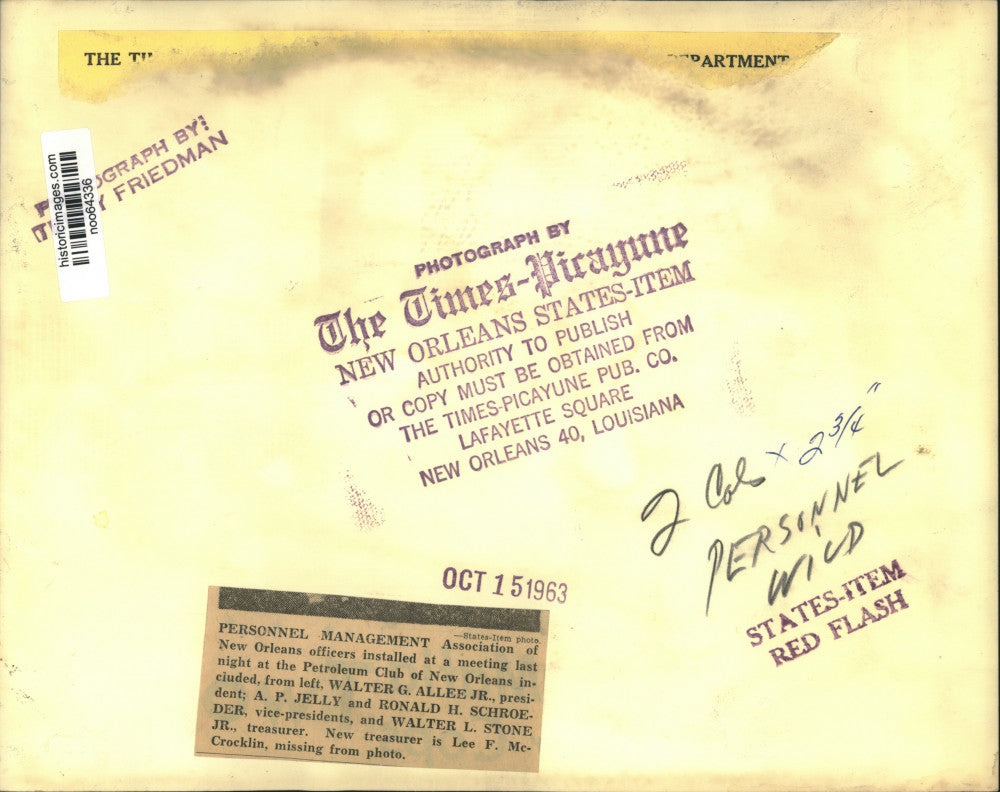 THE TI
PARTMENT
OGRAPH BY:
Y FRIEDMAN
historicimages.com
noo64336
PHOTOGRAPH BY
The Times-Picayune
NEW ORLEANS STATES-ITEM
AUTHORITY TO PUBLISH
OR COPY MUST BE OBTAINED FROM
THE TIMES-PICAYUNE PUB. CO.
LAFAYETTE SQUARE
NEW ORLEANS 40, LOUISIANA
2 Cols x 2 3/4"
PERSONNEL
WILD
STATES-ITEM
RED FLASH
OCT 15 1963
—States-Item photo.
PERSONNEL MANAGEMENT Association of
New Orleans officers installed at a meeting last
night at the Petroleum Club of New Orleans in-
cluded, from left, WALTER G. ALLEE JR., presi-
dent; A. P. JELLY and RONALD H. SCHROE-
DER, vice-presidents, and WALTER L. STONE
JR., treasurer. New treasurer is Lee F. Mc-
Crocklin, missing from photo.